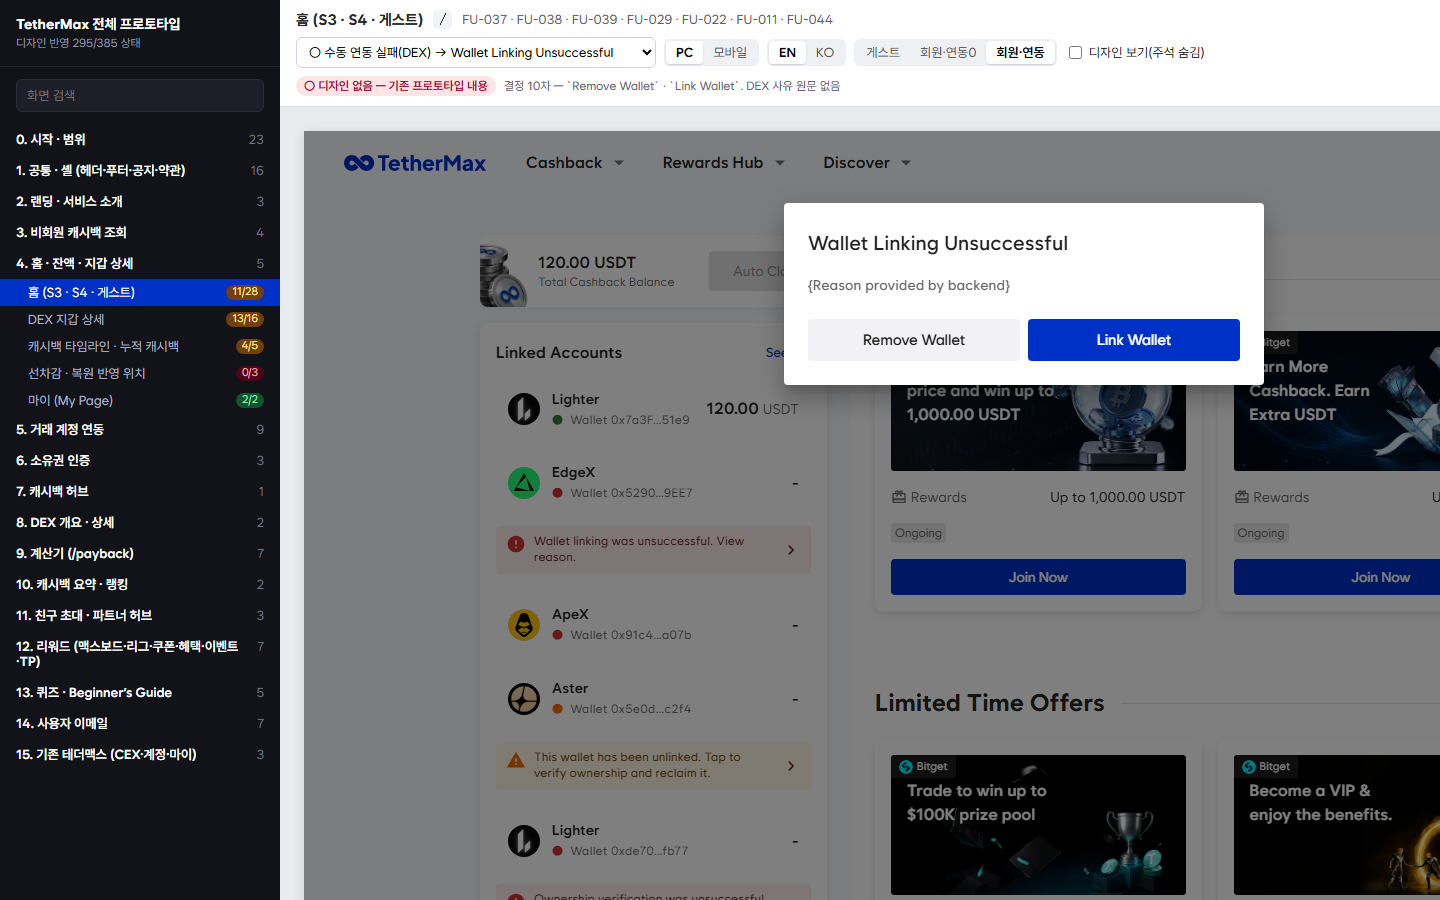 TetherMax 전체 프로토타입
디자인 반영 295/385 상태
화면 검색
0. 시작 · 범위 23
1. 공통 · 셸 (헤더·푸터·공지·약관) 16
2. 랜딩 · 서비스 소개 3
3. 비회원 캐시백 조회 4
4. 홈 · 잔액 · 지갑 상세 5
홈 (S3 · S4 · 게스트) 11/28
DEX 지갑 상세 13/16
캐시백 타임라인 · 누적 캐시백 4/5
선차감 · 복원 반영 위치 0/3
마이 (My Page) 2/2
5. 거래 계정 연동 9
6. 소유권 인증 3
7. 캐시백 허브 1
8. DEX 개요 · 상세 2
9. 계산기 (/payback) 7
10. 캐시백 요약 · 랭킹 2
11. 친구 초대 · 파트너 허브 3
12. 리워드 (맥스보드·리그·쿠폰·혜택·이벤트 7
·TP)
13. 퀴즈 · Beginner's Guide 5
14. 사용자 이메일 7
15. 기존 테더맥스 (CEX·계정·마이) 3
홈 (S3 · S4 · 게스트) / FU-037 · FU-038 · FU-039 · FU-029 · FU-022 · FU-011 · FU-044
○ 수동 연동 실패(DEX) → Wallet Linking Unsuccessful PC 모바일 EN KO 게스트 회원·연동0 회원·연동 디자인 보기(주석 숨김)
○ 디자인 없음 — 기존 프로토타입 내용 결정 10차 — `Remove Wallet` · `Link Wallet`. DEX 사유 원문 없음
TetherMax Cashback Rewards Hub Discover
Wallet Linking Unsuccessful
{Reason provided by backend}
Remove Wallet Link Wallet
120.00 USDT
Total Cashback Balance
Auto Clo
Linked Accounts See
Lighter
Wallet 0x7a3F...51e9
120.00 USDT
EdgeX
Wallet 0x5290...9EE7
-
Wallet linking was unsuccessful. View
reason.
ApeX
Wallet 0x91c4...a07b
-
Aster
Wallet 0x5e0d...c2f4
-
This wallet has been unlinked. Tap to
verify ownership and reclaim it.
Lighter
Wallet 0xde70...fb77
-
Ownership verification was unsuccessful
price and win up to
1,000.00 USDT
Rewards Up to 1,000.00 USDT
Ongoing
Join Now
itget
arn More
Cashback. Earn
Extra USDT
Rewards U
Ongoing
Join Now
Limited Time Offers
Bitget
Trade to win up to
$100K prize pool
Bitget
Become a VIP &
enjoy the benefits.